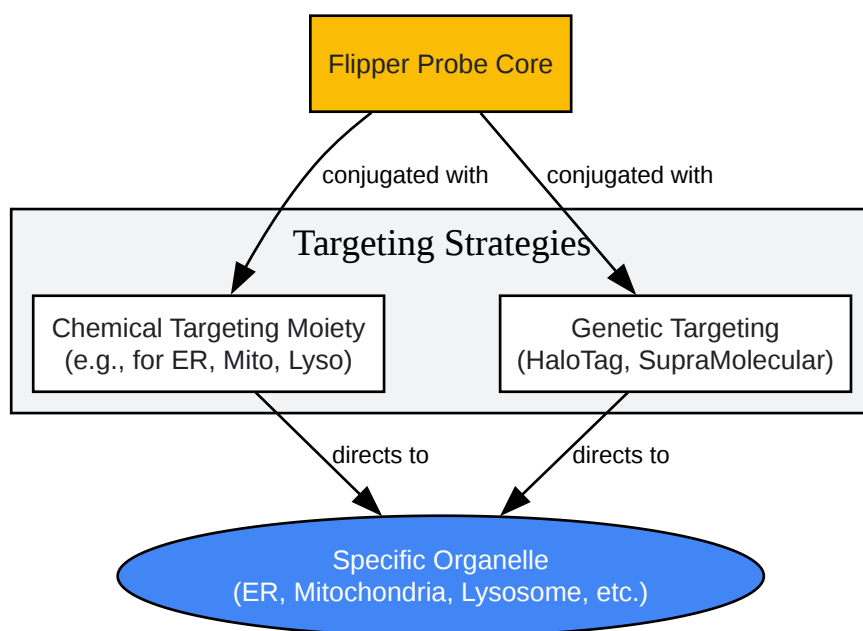 Flipper Probe Core
conjugated with
conjugated with
Targeting Strategies
Chemical Targeting Moiety
(e.g., for ER, Mito, Lyso)
Genetic Targeting
(HaloTag, SupraMolecular)
directs to
directs to
Specific Organelle
(ER, Mitochondria, Lysosome, etc.)